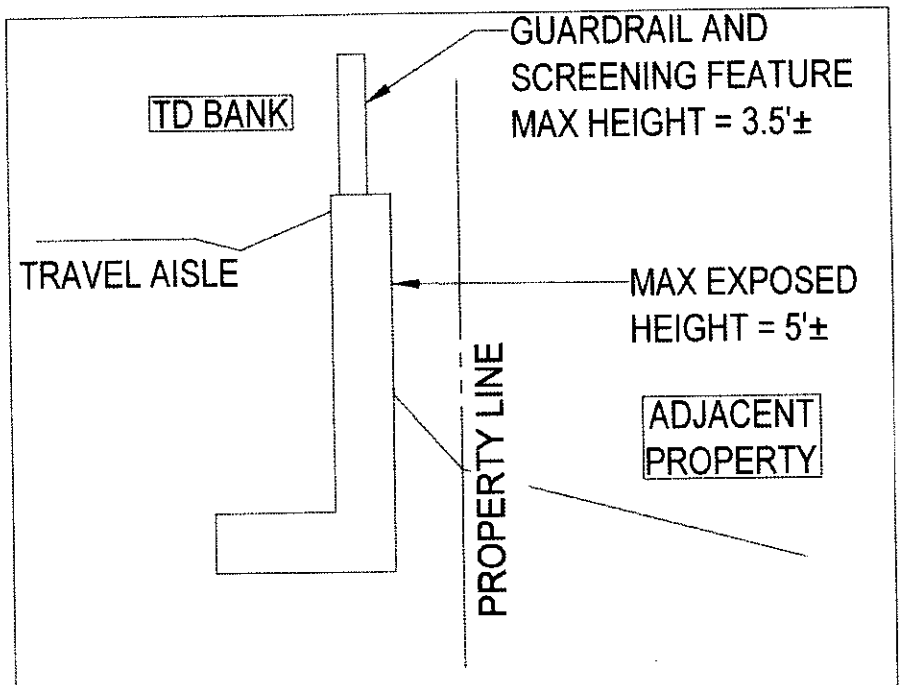 GUARDRAIL AND
SCREENING FEATURE
MAX HEIGHT = 3.5'±
TD BANK
TRAVEL AISLE
MAX EXPOSED
HEIGHT = 5'±
PROPERTY LINE
ADJACENT
PROPERTY